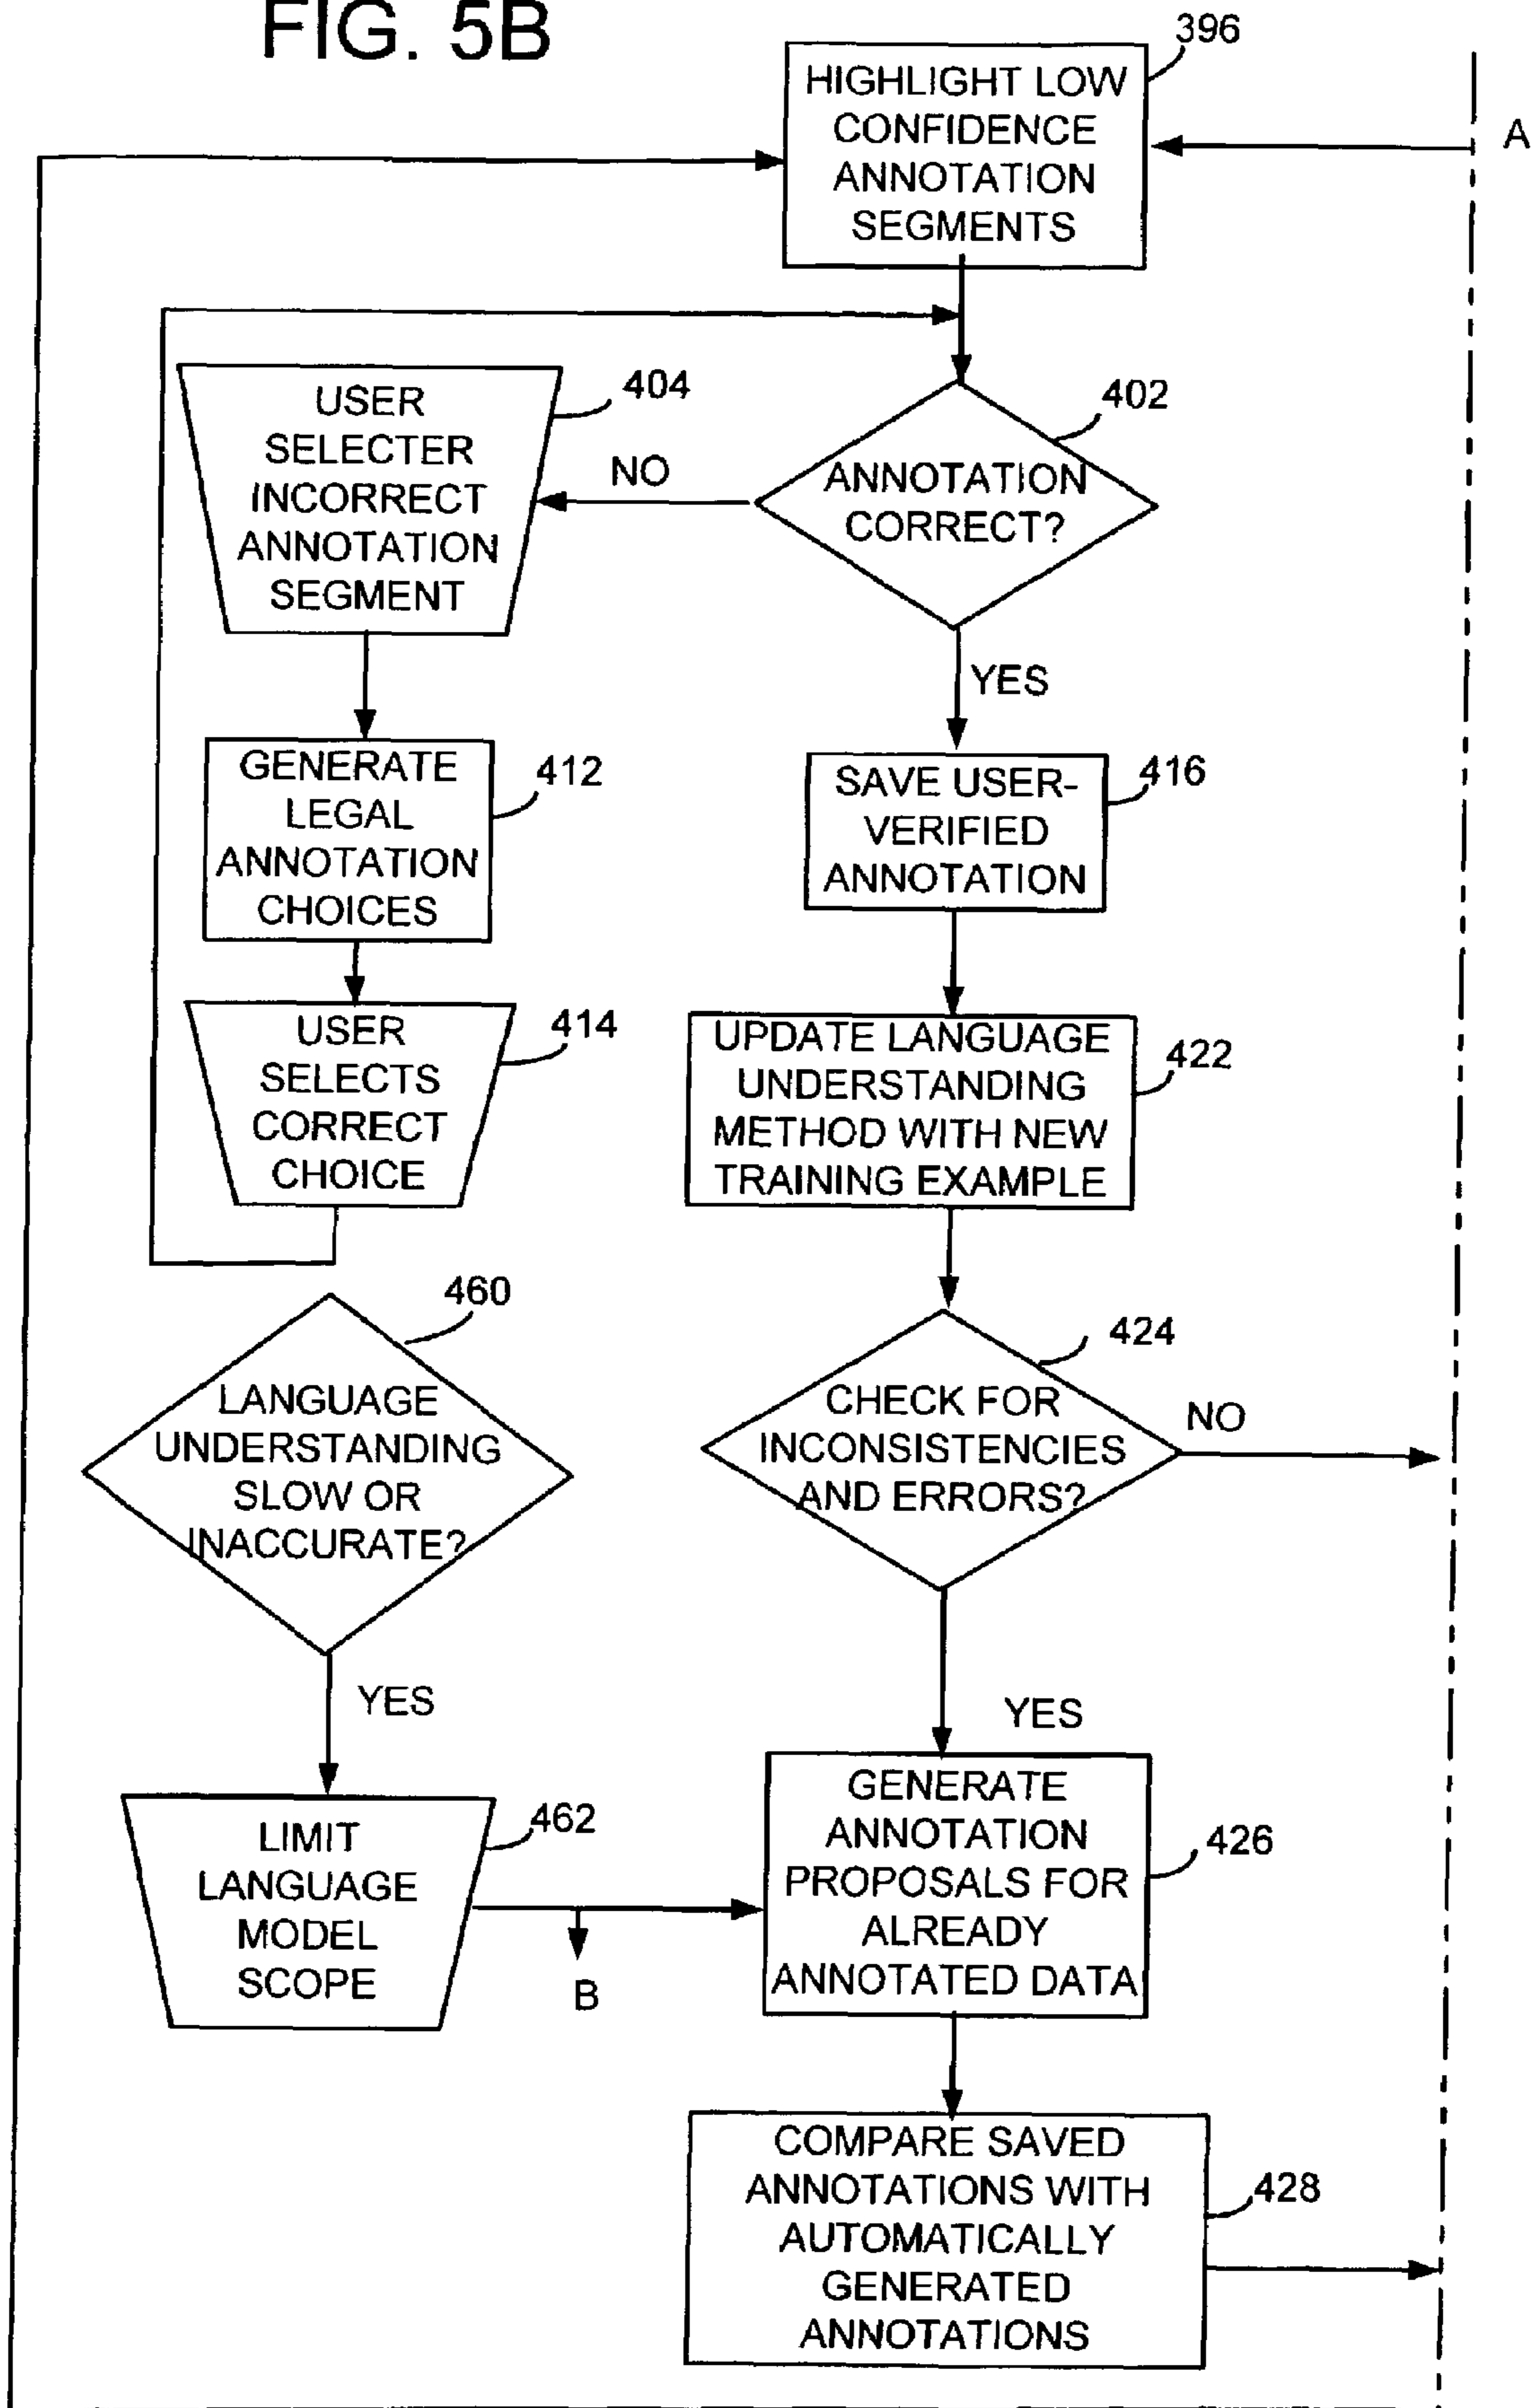 FIG. 5B
396
HIGHLIGHT LOW
CONFIDENCE
ANNOTATION
SEGMENTS
A
404
USER
SELECTER
INCORRECT
ANNOTATION
SEGMENT
NO
402
ANNOTATION
CORRECT?
YES
GENERATE
LEGAL
ANNOTATION
CHOICES
412
SAVE USER-
VERIFIED
ANNOTATION
416
USER
SELECTS
CORRECT
CHOICE
414
UPDATE LANGUAGE
UNDERSTANDING
METHOD WITH NEW
TRAINING EXAMPLE
422
460
LANGUAGE
UNDERSTANDING
SLOW OR
INACCURATE?
YES
424
CHECK FOR
INCONSISTENCIES
AND ERRORS?
NO
YES
LIMIT
LANGUAGE
MODEL
SCOPE
462
B
GENERATE
ANNOTATION
PROPOSALS FOR
ALREADY
ANNOTATED DATA
426
COMPARE SAVED
ANNOTATIONS WITH
AUTOMATICALLY
GENERATED
ANNOTATIONS
428